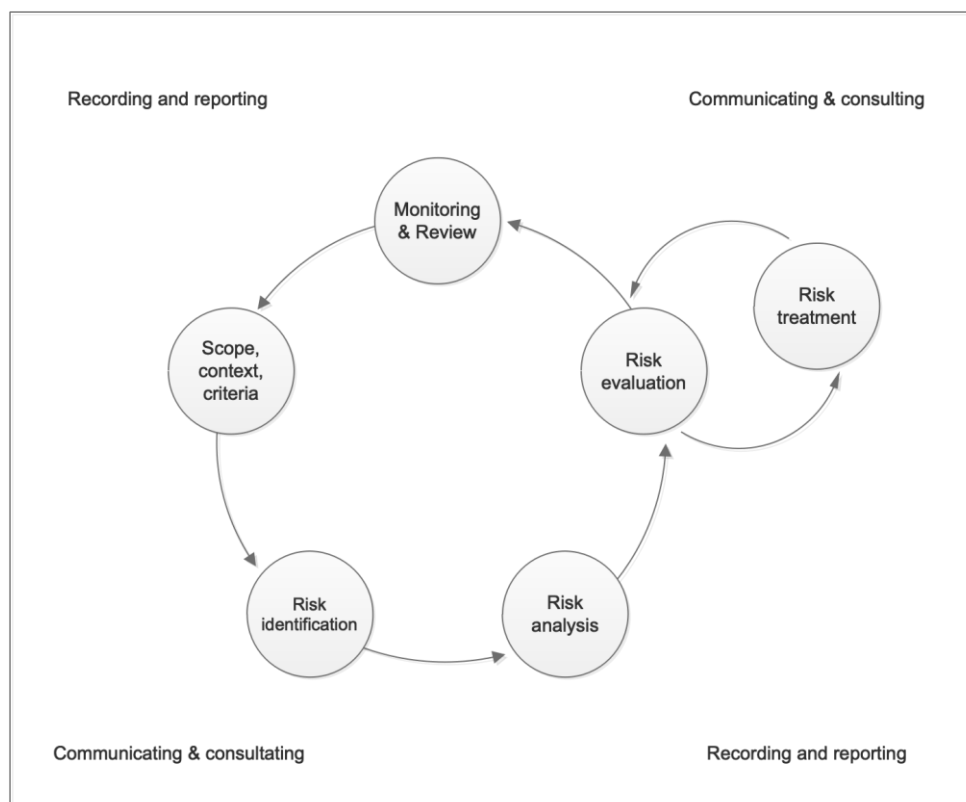 Recording and reporting
Communicating & consulting
Monitoring
& Review
Risk
treatment
Scope,
context,
criteria
Risk
evaluation
Risk
identification
Risk
analysis
Communicating & consultating
Recording and reporting